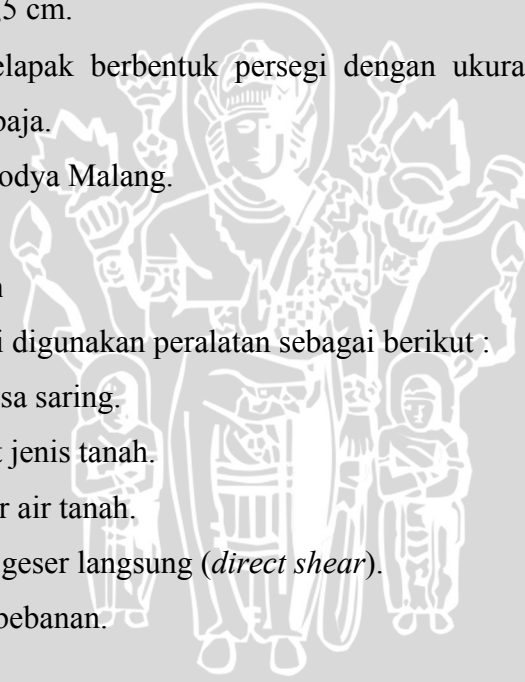 5 cm.
elapak berbentuk persegi dengan ukura
baja.
odya Malang.
i digunakan peralatan sebagai berikut :
sa saring.
t jenis tanah.
r air tanah.
geser langsung (direct shear).
bebanan.